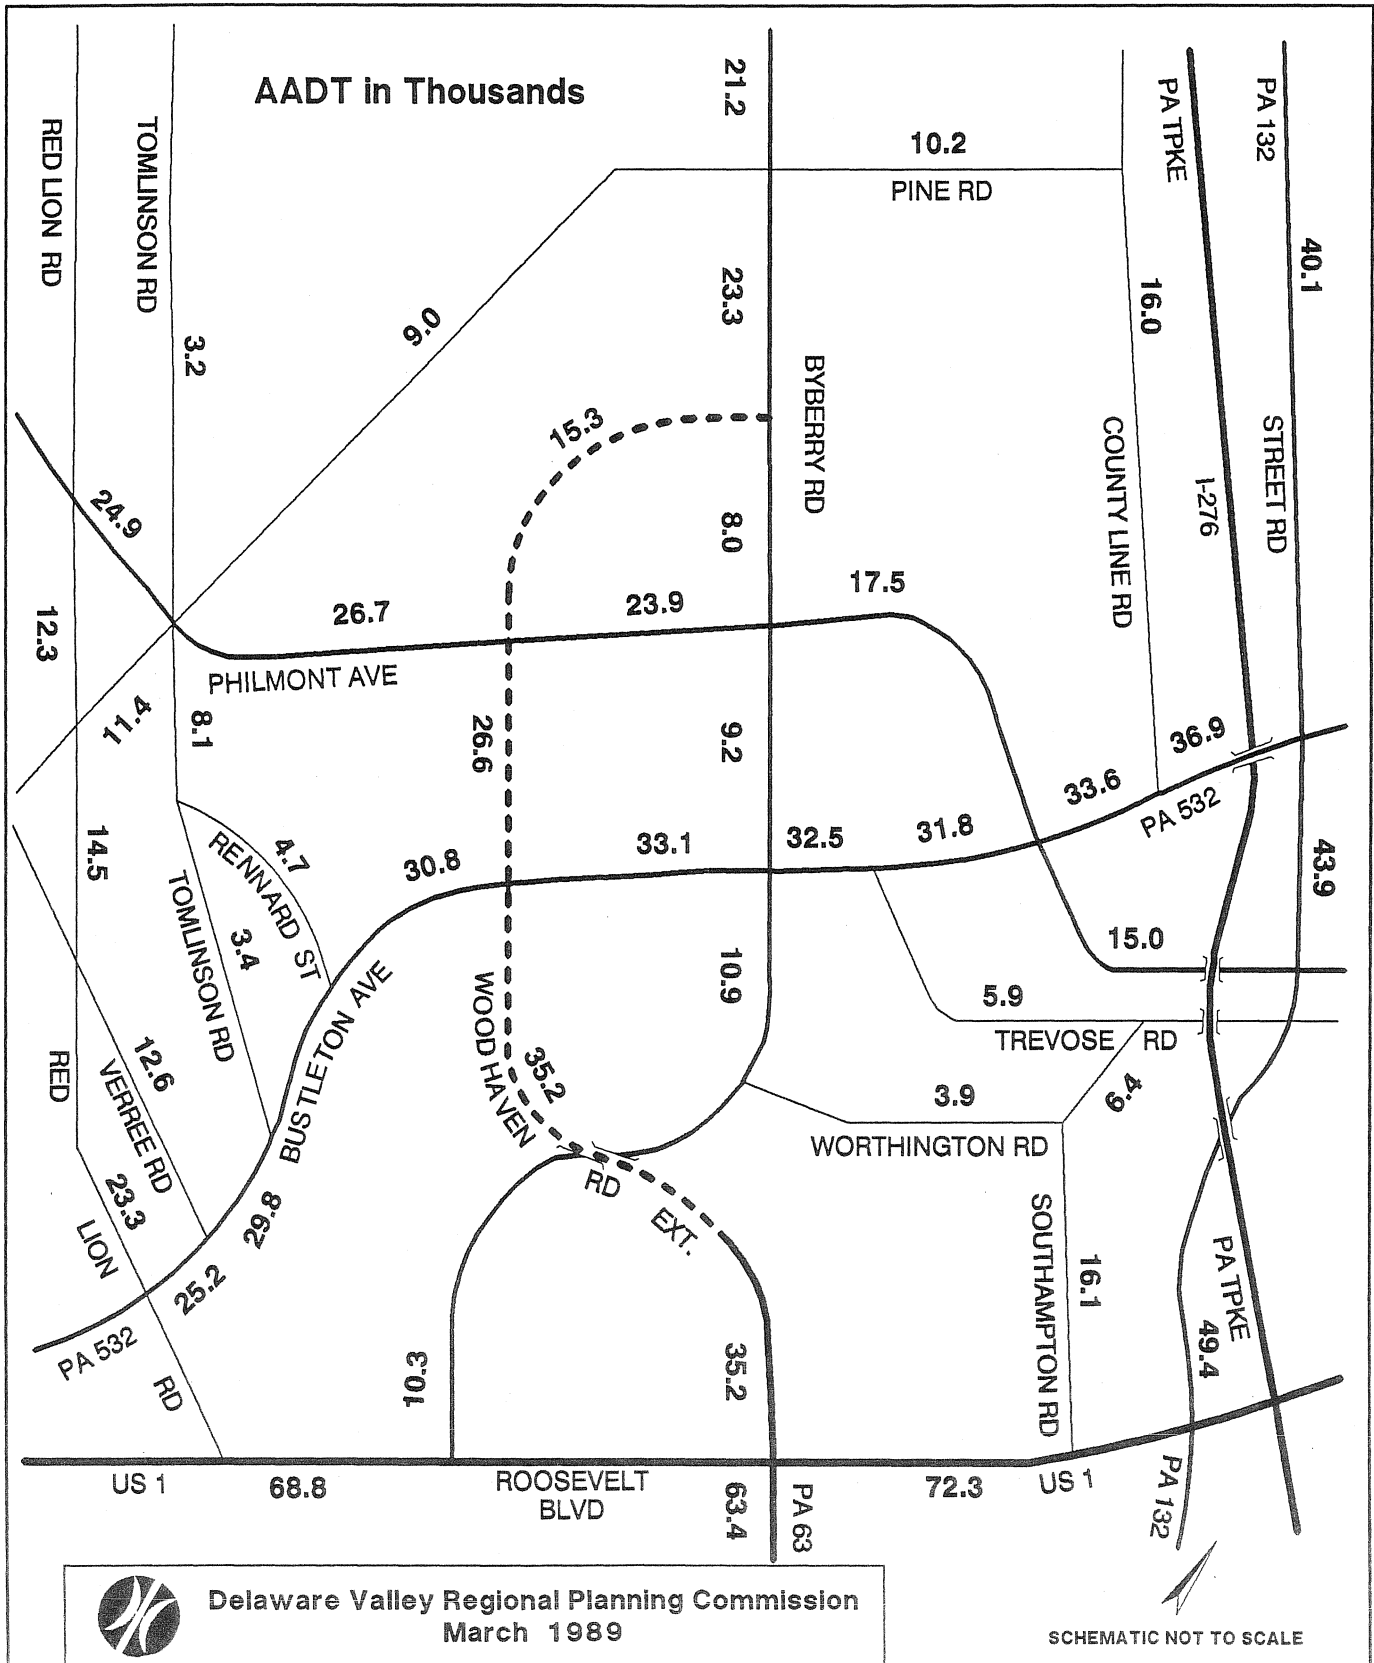 AADT in Thousands
RED LION RD
TOMLINSON RD
21.2
10.2
PINE RD
PA TPKE
PA 132
40.1
3.2
9.0
23.3
16.0
BYBERRY RD
15.3
COUNTY LINE RD
I-276
STREET RD
24.9
8.0
12.3
26.7
23.9
17.5
PHILMONT AVE
11.4
8.1
26.6
9.2
36.9
PA 532
33.6
14.5
4.7
RENNARD ST
30.8
33.1
32.5
31.8
43.9
TOMLINSON RD
3.4
10.9
15.0
5.9
TREVOSE RD
BUSTLETON AVE
WOODHAVEN
35.2
RD
EXT.
RED
12.6
VERREE RD
3.9
WORTHINGTON RD
6.4
23.3
LION
RD
29.8
25.2
PA 532
SOUTHAMPTON RD
16.1
PA TPKE
49.4
10.3
35.2
US 1
68.8
ROOSEVELT
BLVD
63.4
PA 63
72.3
US 1
PA 132
Delaware Valley Regional Planning Commission
March 1989
SCHEMATIC NOT TO SCALE